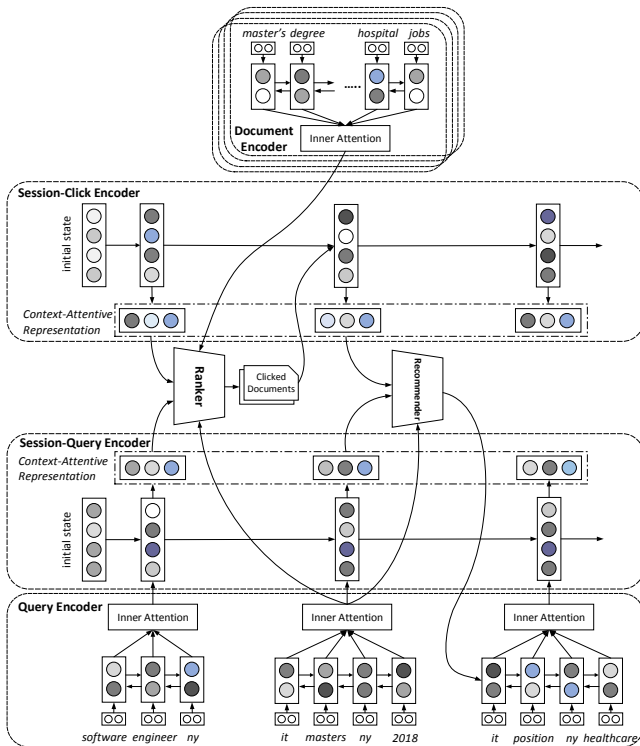 master's degree hospital jobs
.....
Inner Attention
Document
Encoder
Session-Click Encoder
initial state
Context-Attentive
Representation
Ranker
Clicked
Documents
Recommender
Session-Query Encoder
Context-Attentive
Representation
initial state
Query Encoder
Inner Attention Inner Attention Inner Attention
software engineer ny it masters ny 2018 it position ny healthcare